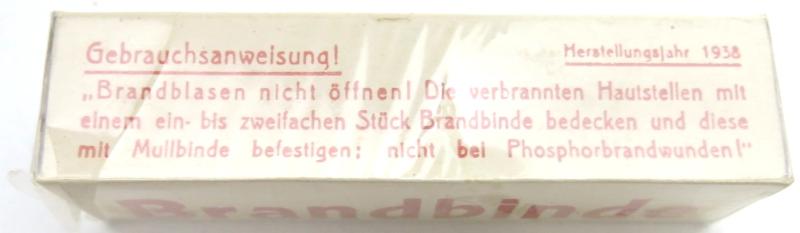 Gebrauchsanweisung! Herstellungsjahr 1938
„Brandblasen nicht öffnen! Die verbrannten Hautstellen mit
einem ein- bis zweifachen Stück Brandbinde bedecken und diese
mit Mullbinde befestigen; nicht bei Phosphorbrandwunden!"
Brandbinde